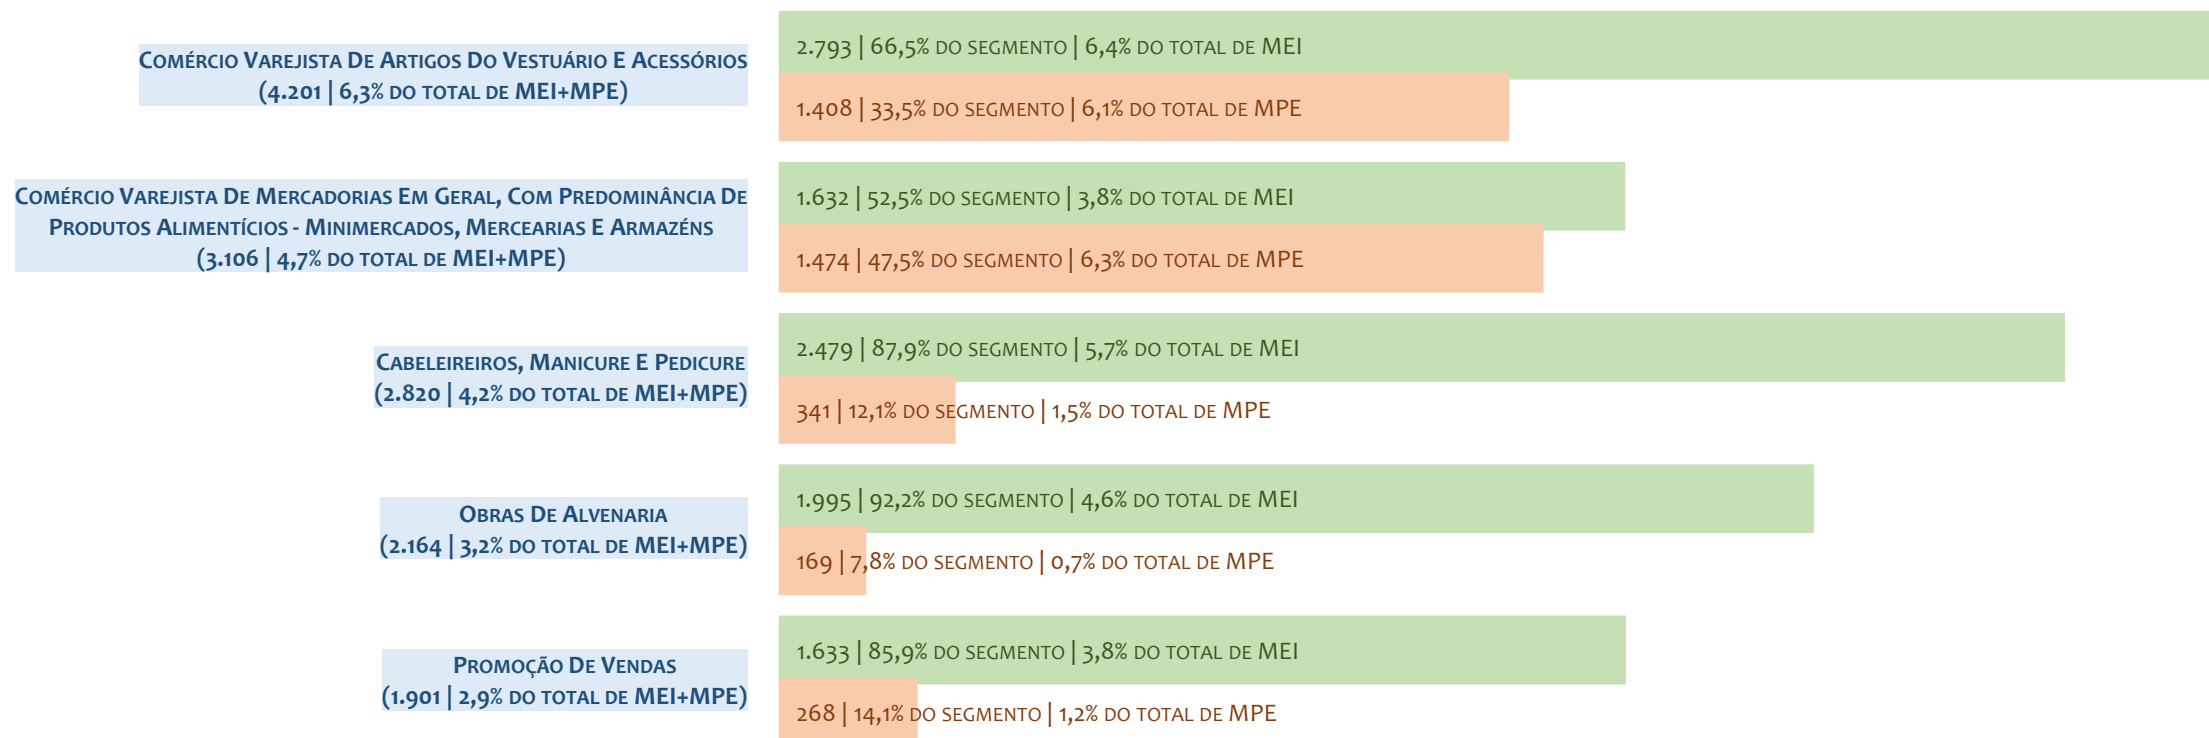 Comércio Varejista De Artigos Do Vestuário E Acessórios
(4.201 | 6,3% do total de MEI+MPE)
2.793 | 66,5% do segmento | 6,4% do total de MEI
1.408 | 33,5% do segmento | 6,1% do total de MPE
Comércio Varejista De Mercadorias Em Geral, Com Predominância De
Produtos Alimentícios - Minimercados, Mercearias E Armazéns
(3.106 | 4,7% do total de MEI+MPE)
1.632 | 52,5% do segmento | 3,8% do total de MEI
1.474 | 47,5% do segmento | 6,3% do total de MPE
Cabeleireiros, Manicure E Pedicure
(2.820 | 4,2% do total de MEI+MPE)
2.479 | 87,9% do segmento | 5,7% do total de MEI
341 | 12,1% do segmento | 1,5% do total de MPE
Obras De Alvenaria
(2.164 | 3,2% do total de MEI+MPE)
1.995 | 92,2% do segmento | 4,6% do total de MEI
169 | 7,8% do segmento | 0,7% do total de MPE
Promoção De Vendas
(1.901 | 2,9% do total de MEI+MPE)
1.633 | 85,9% do segmento | 3,8% do total de MEI
268 | 14,1% do segmento | 1,2% do total de MPE